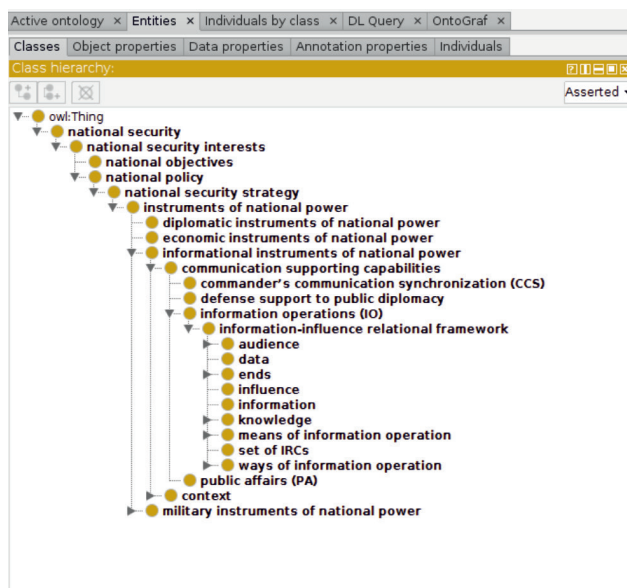 Active ontology × Entities × Individuals by class × DL Query × OntoGraf ×
Classes Object properties Data properties Annotation properties Individuals
Class hierarchy:
Asserted
owl:Thing
national security
national security interests
national objectives
national policy
national security strategy
instruments of national power
diplomatic instruments of national power
economic instruments of national power
informational instruments of national power
communication supporting capabilities
commander's communication synchronization (CCS)
defense support to public diplomacy
information operations (IO)
information-influence relational framework
audience
data
ends
influence
information
knowledge
means of information operation
set of IRCs
ways of information operation
public affairs (PA)
context
military instruments of national power